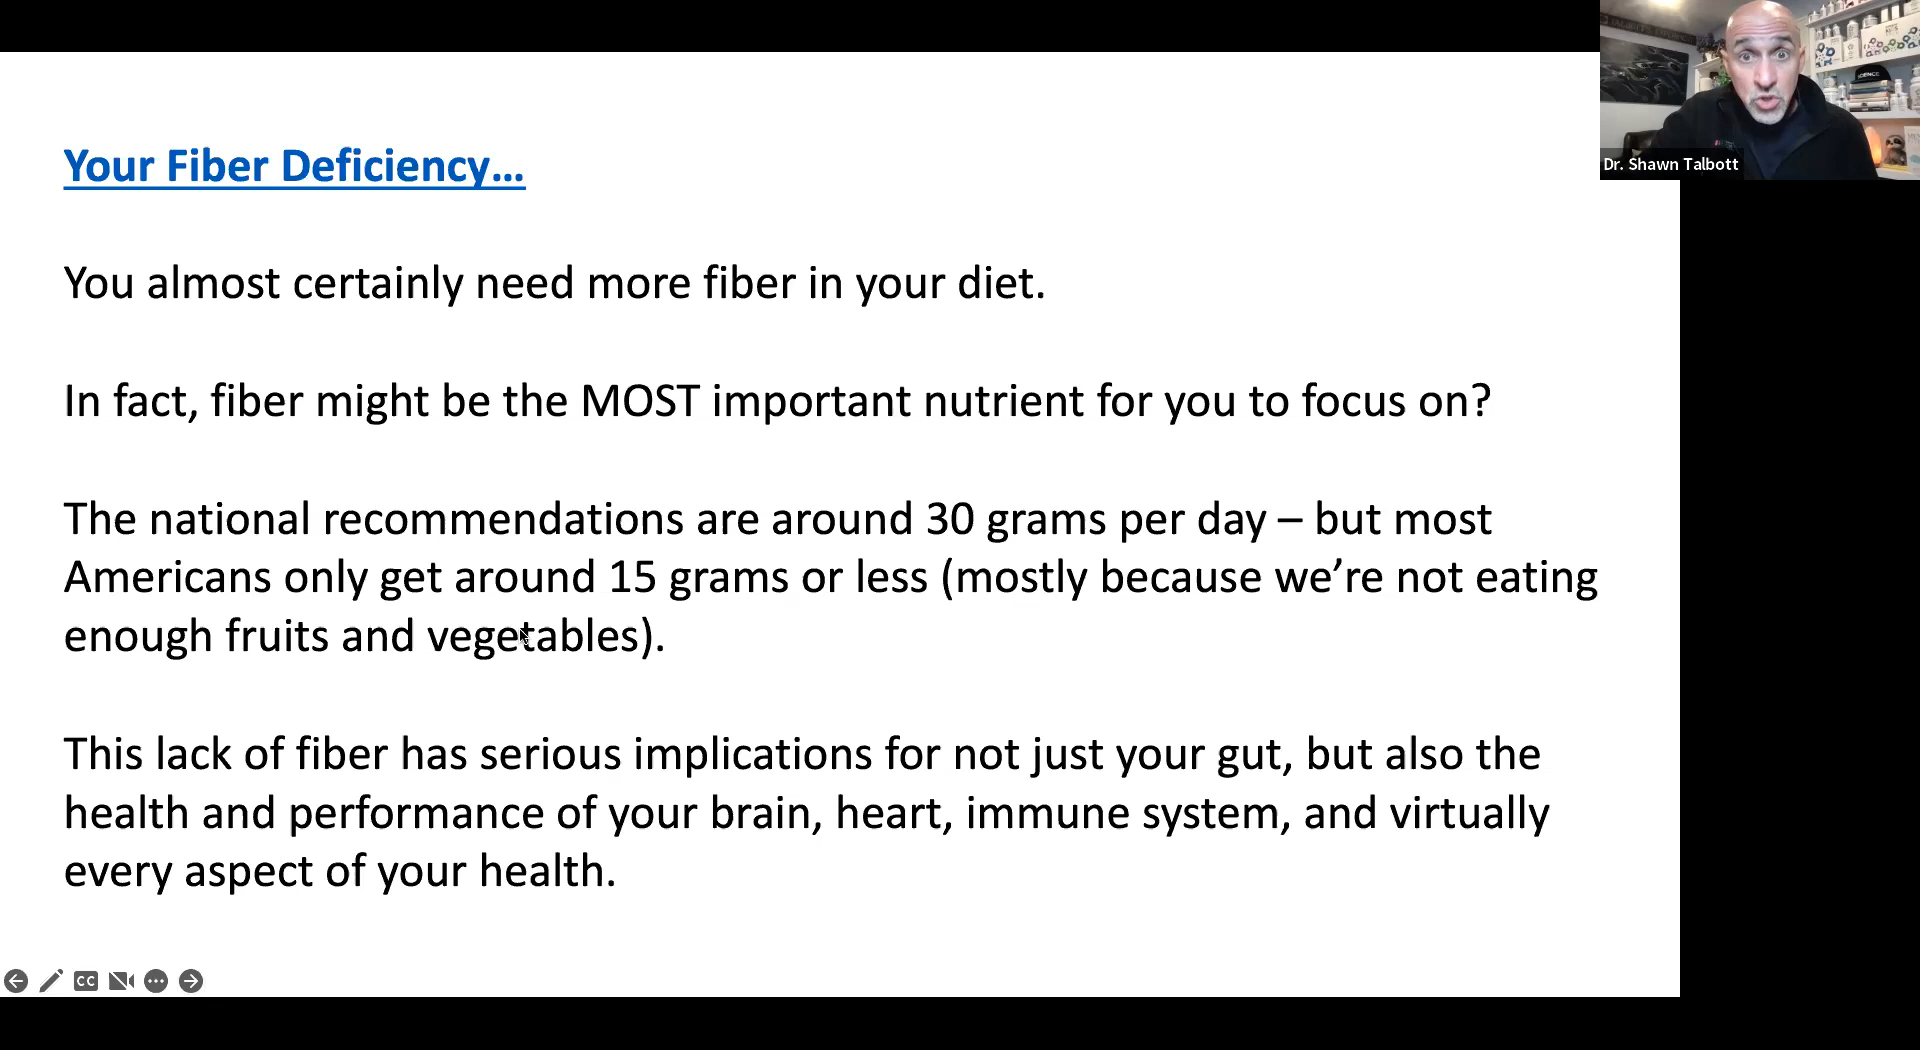 Your Fiber Deficiency...
You almost certainly need more fiber in your diet.
In fact, fiber might be the MOST important nutrient for you to focus on?
The national recommendations are around 30 grams per day – but most
Americans only get around 15 grams or less (mostly because we’re not eating
enough fruits and vegetables).
This lack of fiber has serious implications for not just your gut, but also the
health and performance of your brain, heart, immune system, and virtually
every aspect of your health.
Dr. Shawn Talbott
CC